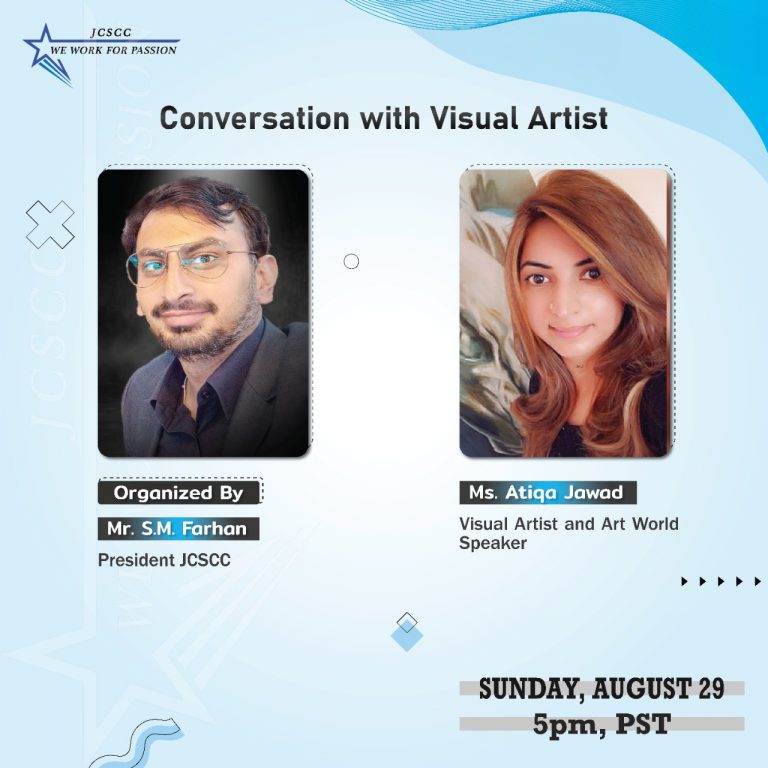 JCSCC
WE WORK FOR PASSION
Conversation with Visual Artist
Organized By
Mr. S.M. Farhan
President JCSCC
Ms. Atiqa Jawad
Visual Artist and Art World
Speaker
SUNDAY, AUGUST 29
5pm, PST